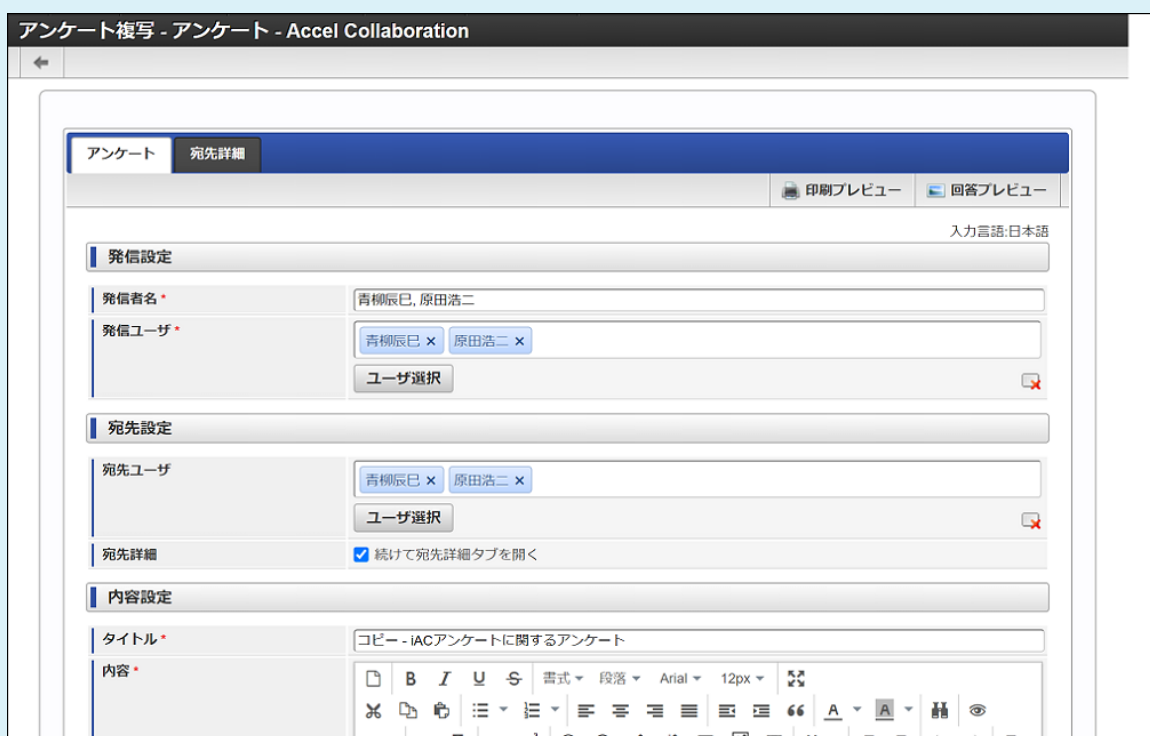 アンケート複写 - アンケート - Accel Collaboration
アンケート 宛先詳細
印刷プレビュー 回答プレビュー
入力言語:日本語
発信設定
発信者名 * 青柳辰巳, 原田浩二
発信ユーザ * 青柳辰巳 × 原田浩二 ×
ユーザ選択
宛先設定
宛先ユーザ 青柳辰巳 × 原田浩二 ×
ユーザ選択
宛先詳細 続けて宛先詳細タブを開く
内容設定
タイトル * コピー - iACアンケートに関するアンケート
内容 * B I U S 書式 段落 Arial 12px
A A